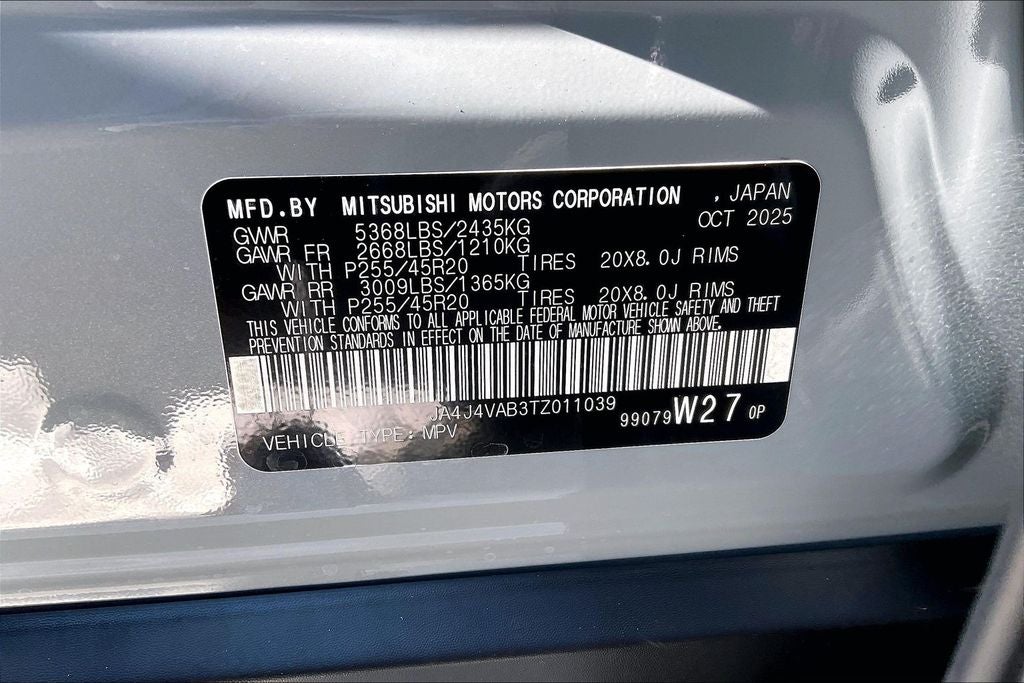 MFD.BY MITSUBISHI MOTORS CORPORATION , JAPAN
OCT 2025
GVWR 5368LBS/2435KG
GAWR FR 2668LBS/1210KG
WITH P255/45R20 TIRES 20X8.0J RIMS
GAWR RR 3009LBS/1365KG
WITH P255/45R20 TIRES 20X8.0J RIMS
THIS VEHICLE CONFORMS TO ALL APPLICABLE FEDERAL MOTOR VEHICLE SAFETY AND THEFT
PREVENTION STANDARDS IN EFFECT ON THE DATE OF MANUFACTURE SHOWN ABOVE.
JA4J4VAB3TZ011039
99079 W27 0P
VEHICLE TYPE: MPV